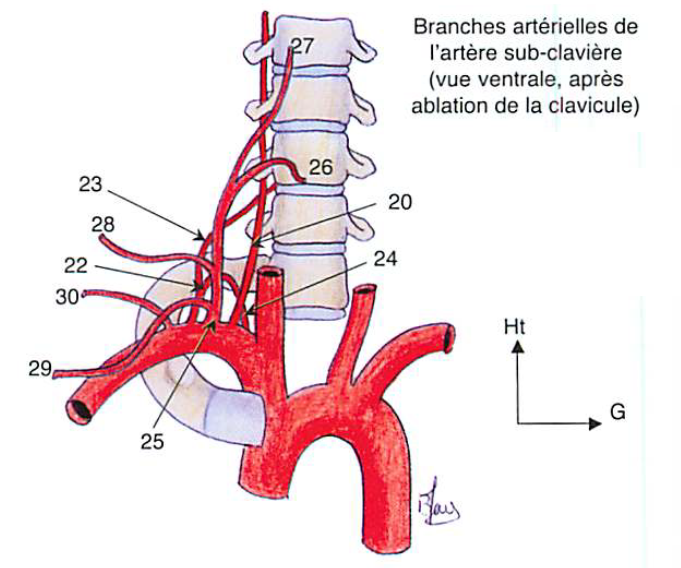 Branches artérielles de
l'artère sub-clavière
(vue ventrale, après
ablation de la clavicule)
27
26
23
20
28
24
22
30
29
25
Ht
G